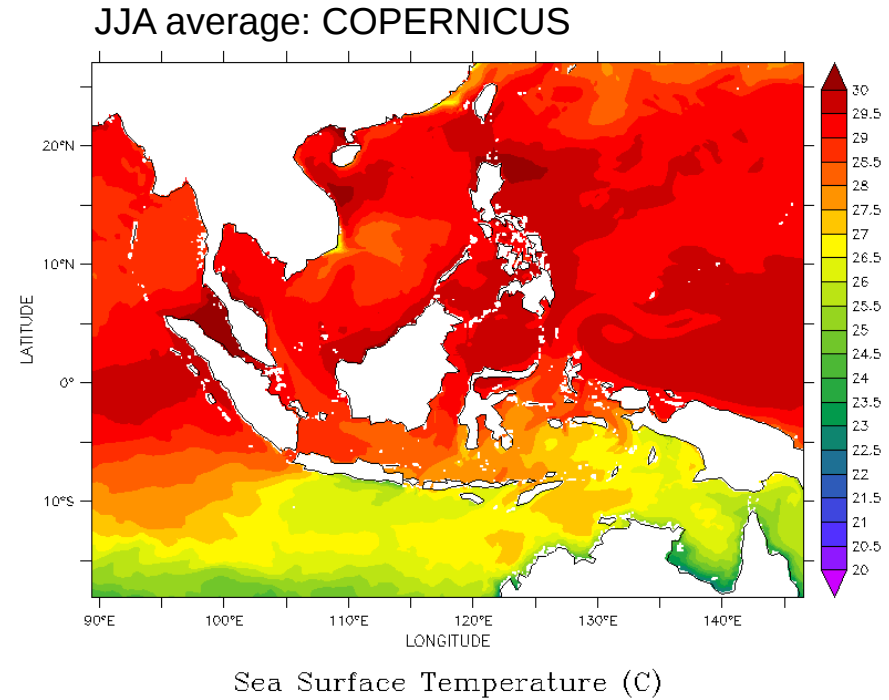 JJA average: COPERNICUS
30
29.5
29
28.5
28
27.5
27
26.5
26
25.5
25
24.5
24
23.5
23
22.5
22
21.5
21
20.5
20
20°N
10°N
0°
10°S
LATITUDE
90°E 100°E 110°E 120°E 130°E 140°E
LONGITUDE
Sea Surface Temperature (C)